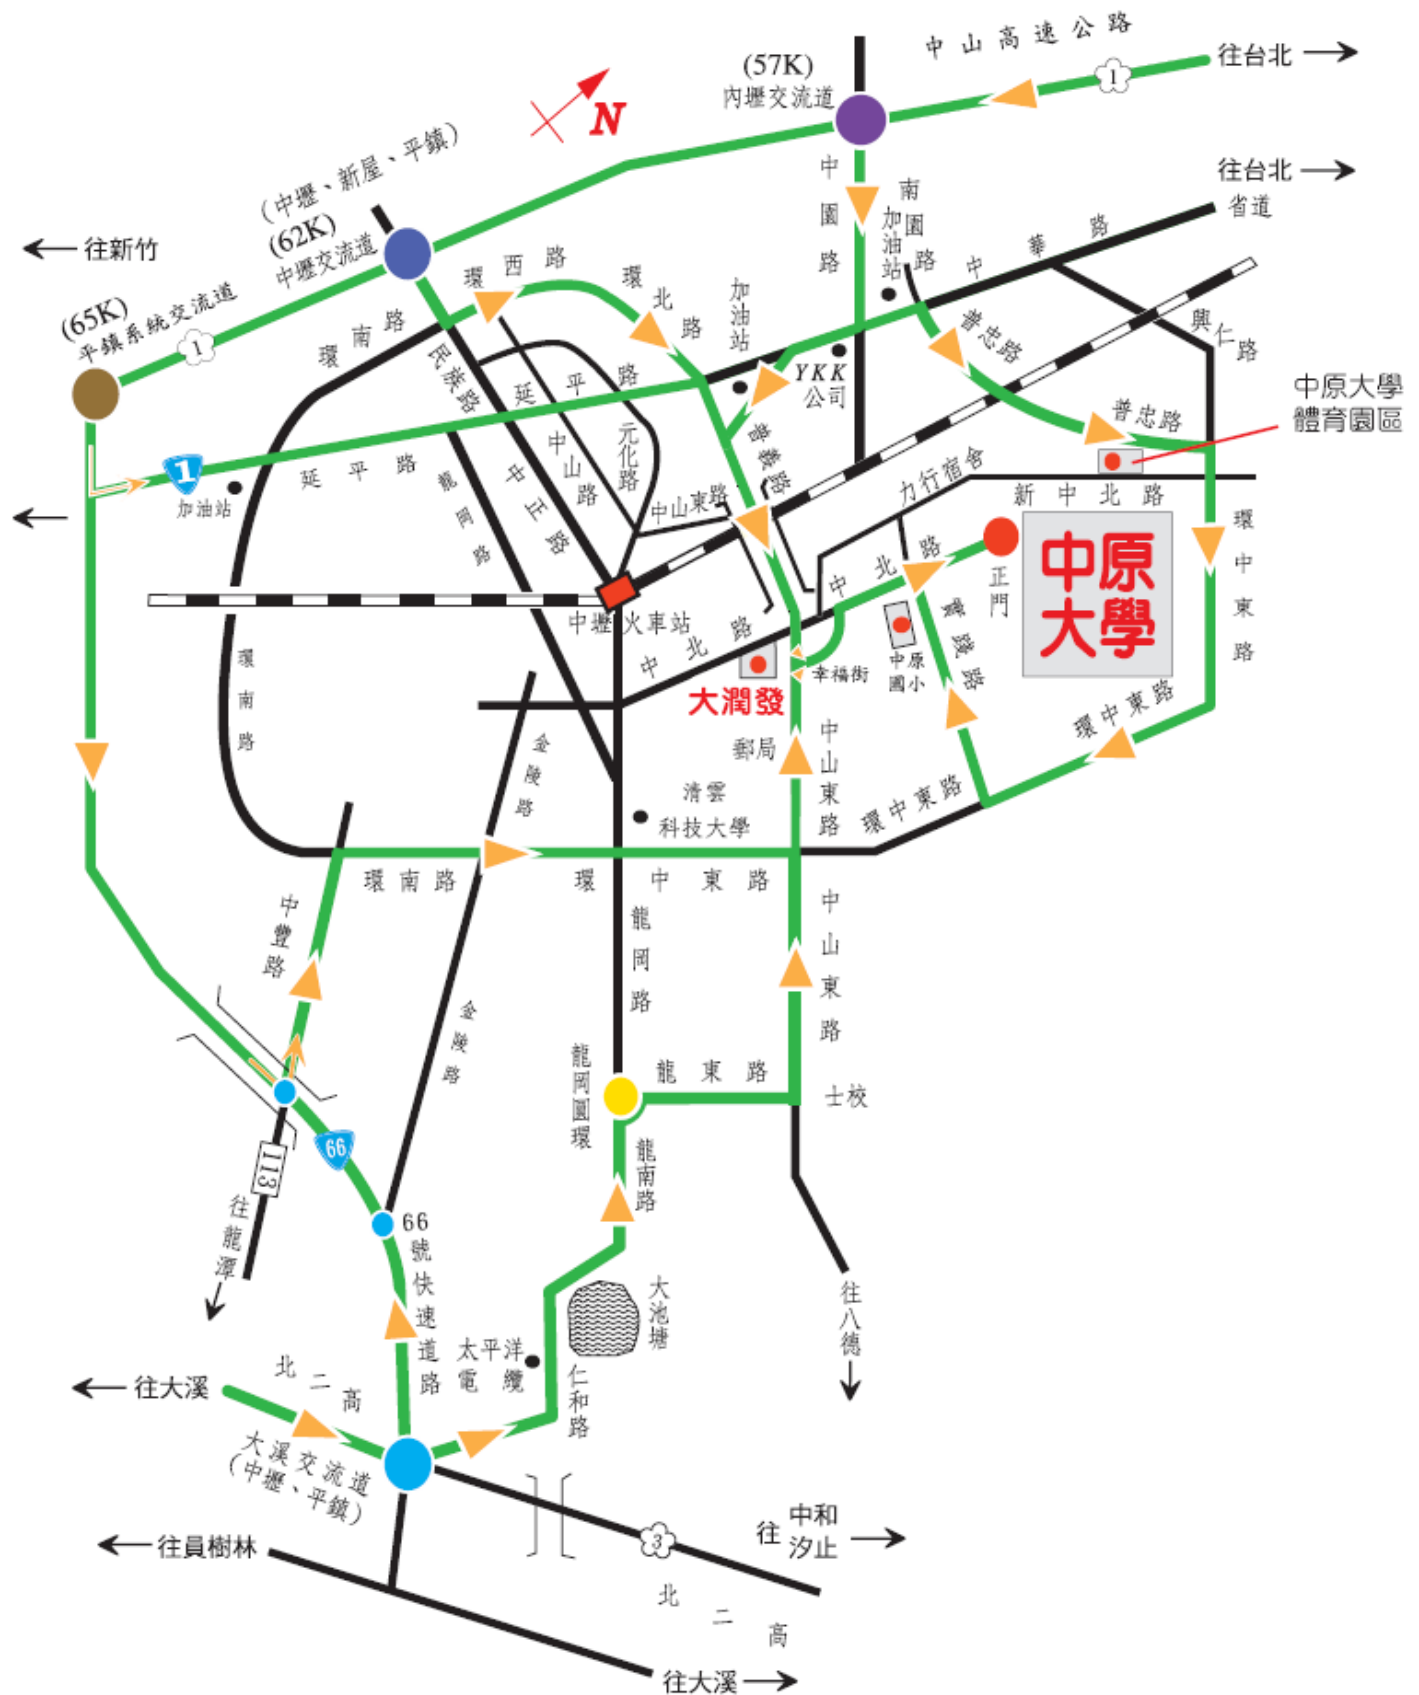 中山高速公路
1
往台北
(57K)
內壢交流道
N
往台北
省道
(中壢、新屋、平鎮)
(62K)
中壢交流道
往新竹
(65K)
平鎮系統交流道
1
中園路
南園路
加油站
中華路
環西路
環北路
加油站
環南路
民族路
延平路
YKK
公司
普忠路
興仁路
中原大學
體育園區
普忠路
1
加油站
延平路
龍岡路
中正路
中山路
元化路
中山東路
普義路
力行宿舍
新中北路
環中東路
中北路
正門
中原
大學
中壢火車站
中北路
大潤發
幸福街
中原
國小
實踐路
環南路
金陵路
郵局
中山東路
環中東路
環中東路
清雲
科技大學
環南路
環中東路
中豐路
金陵路
龍岡路
中山東路
龍岡圓環
龍東路
士校
龍南路
66
113
往龍潭
66號快速道路
大池塘
往八德
太平洋
電纜
仁和路
往大溪
北二高
大溪交流道
(中壢、平鎮)
往員樹林
3
往中和
汐止
北二高
往大溪